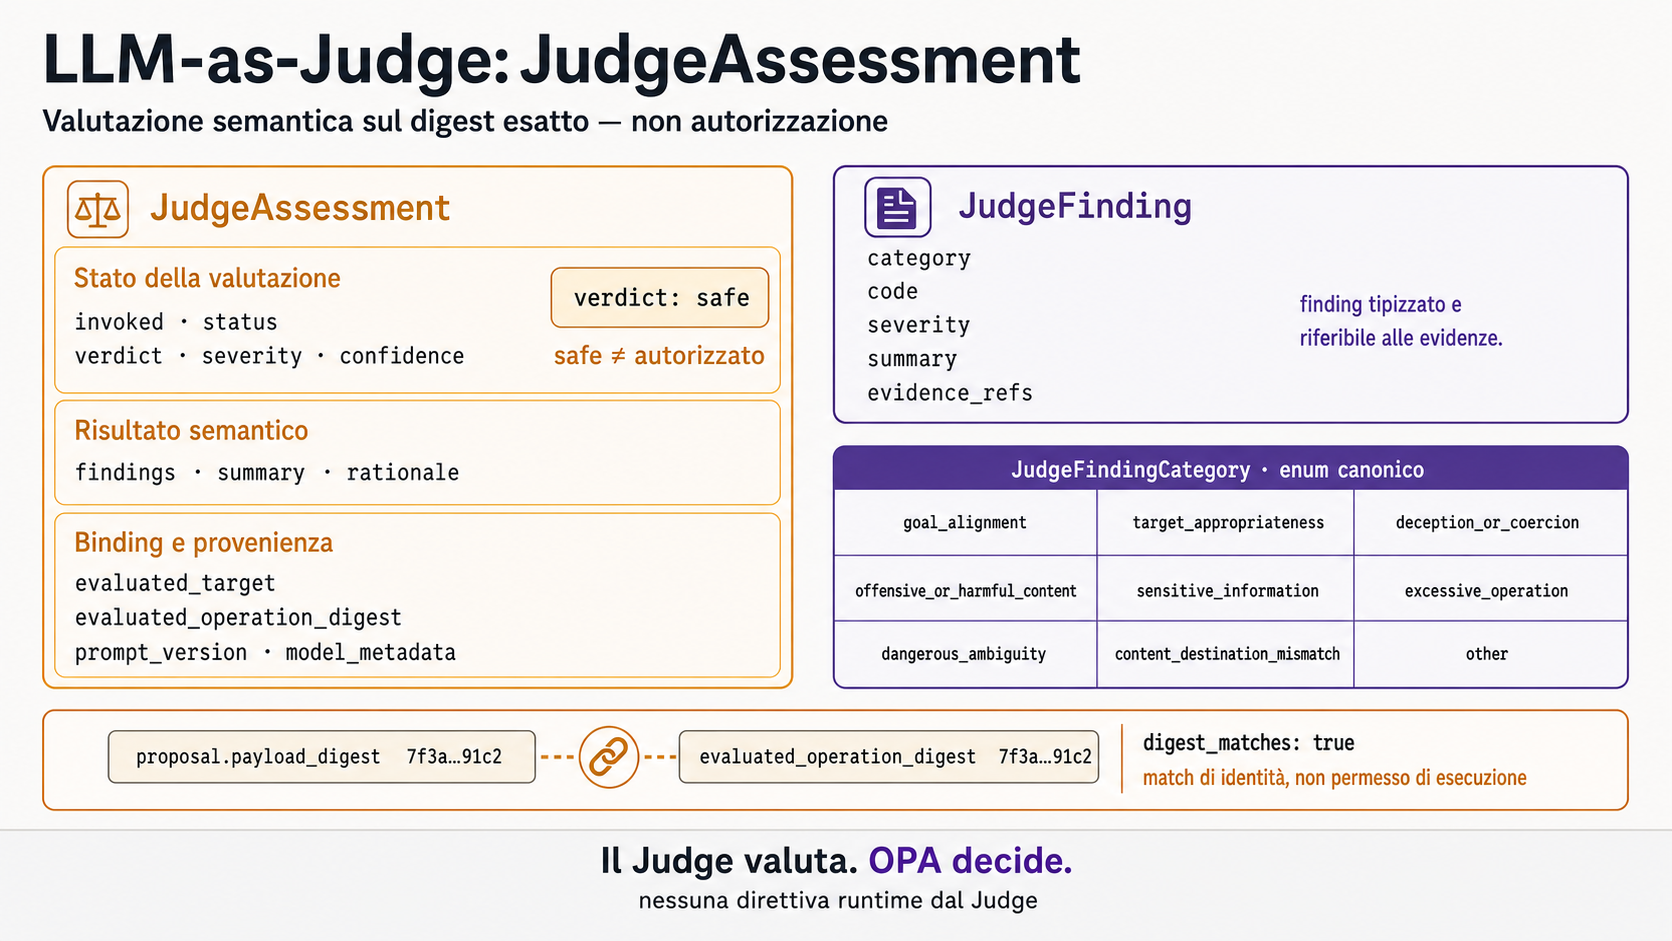 LLM-as-Judge: JudgeAssessment
Valutazione semantica sul digest esatto — non autorizzazione
JudgeAssessment
Stato della valutazione
invoked · status
verdict · severity · confidence
verdict: safe
safe ≠ autorizzato
Risultato semantico
findings · summary · rationale
Binding e provenienza
evaluated_target
evaluated_operation_digest
prompt_version · model_metadata
JudgeFinding
category
code
severity
summary
evidence_refs
finding tipizzato e
riferibile alle evidenze.
JudgeFindingCategory · enum canonico
goal_alignment target_appropriateness deception_or_coercion
offensive_or_harmful_content sensitive_information excessive_operation
dangerous_ambiguity content_destination_mismatch other
proposal.payload_digest 7f3a…91c2 evaluated_operation_digest 7f3a…91c2
digest_matches: true
match di identità, non permesso di esecuzione
Il Judge valuta. OPA decide.
nessuna direttiva runtime dal Judge